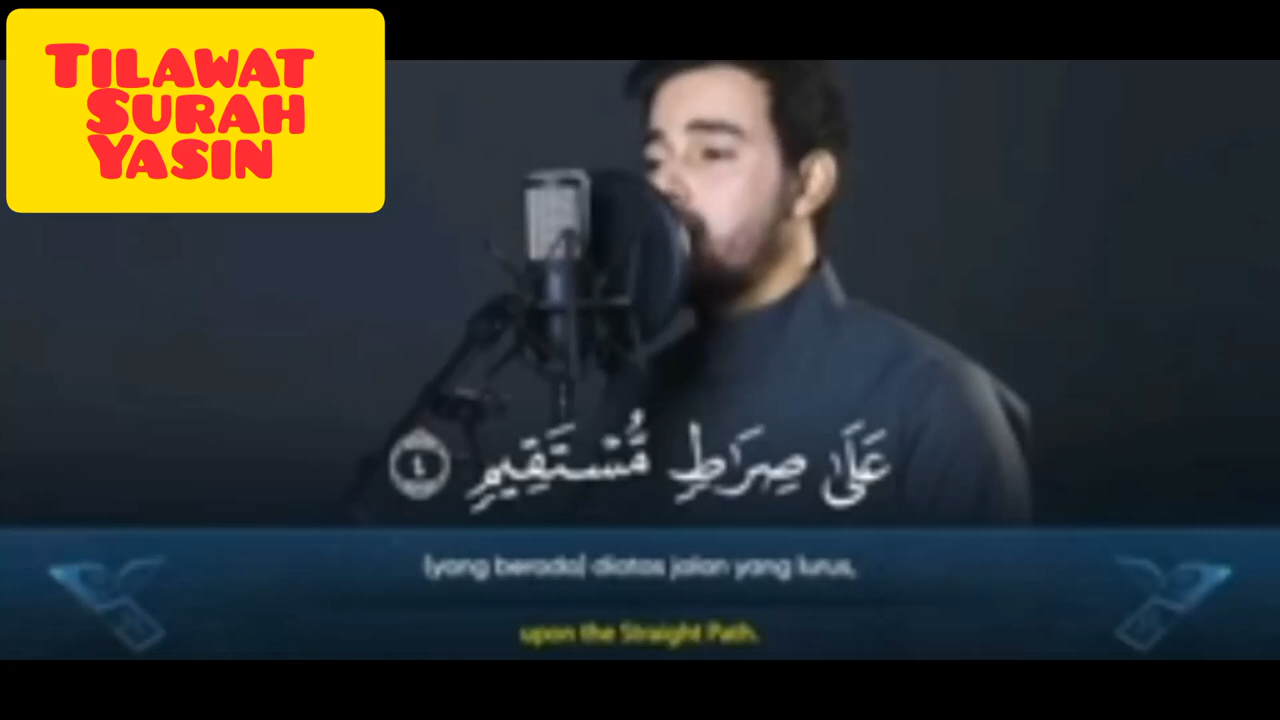 TILAWAT
SURAH
YASIN
عَلَىٰ صِرَٰطٍ مُّسْتَقِيمٍ ٤
(yang berada) diatas jalan yang lurus,
upon the Straight Path.